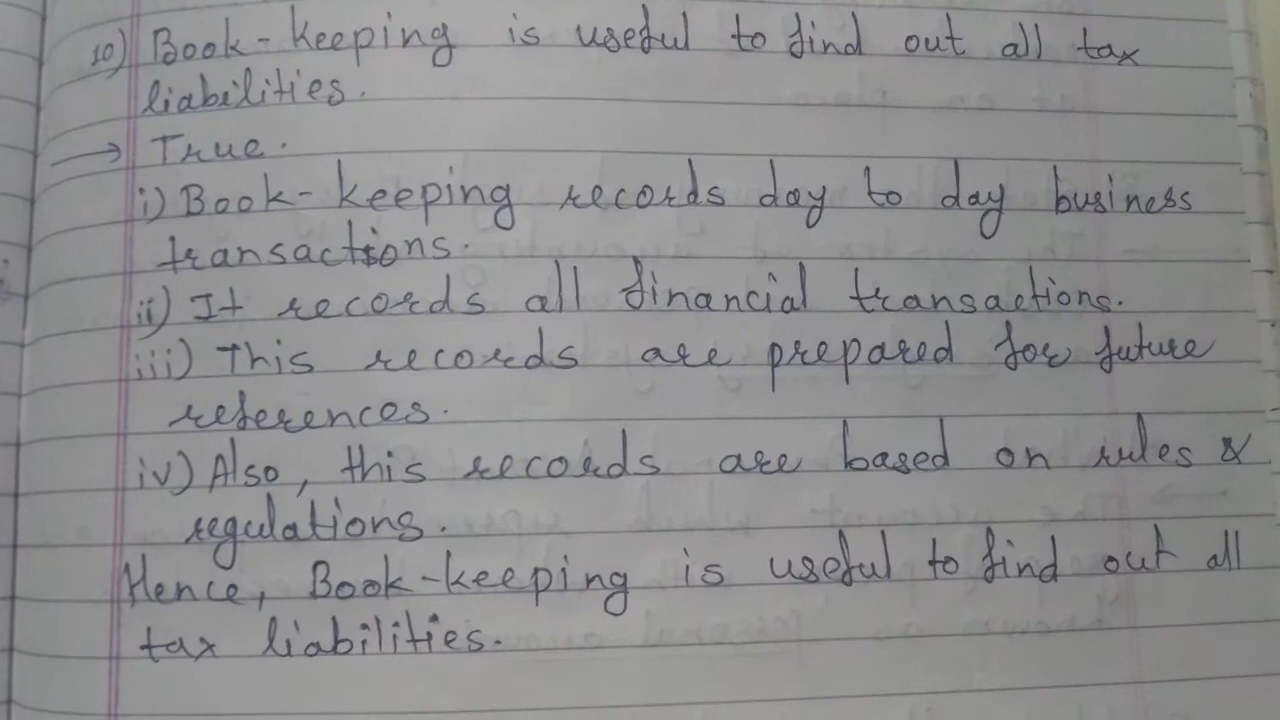 10) Book-keeping is useful to find out all tax
liabilities.
→ True.
i) Book-keeping records day to day business
transactions.
ii) It records all financial transactions.
iii) This records are prepared for future
references.
iv) Also, this records are based on rules &
regulations.
Hence, Book-keeping is useful to find out all
tax liabilities.